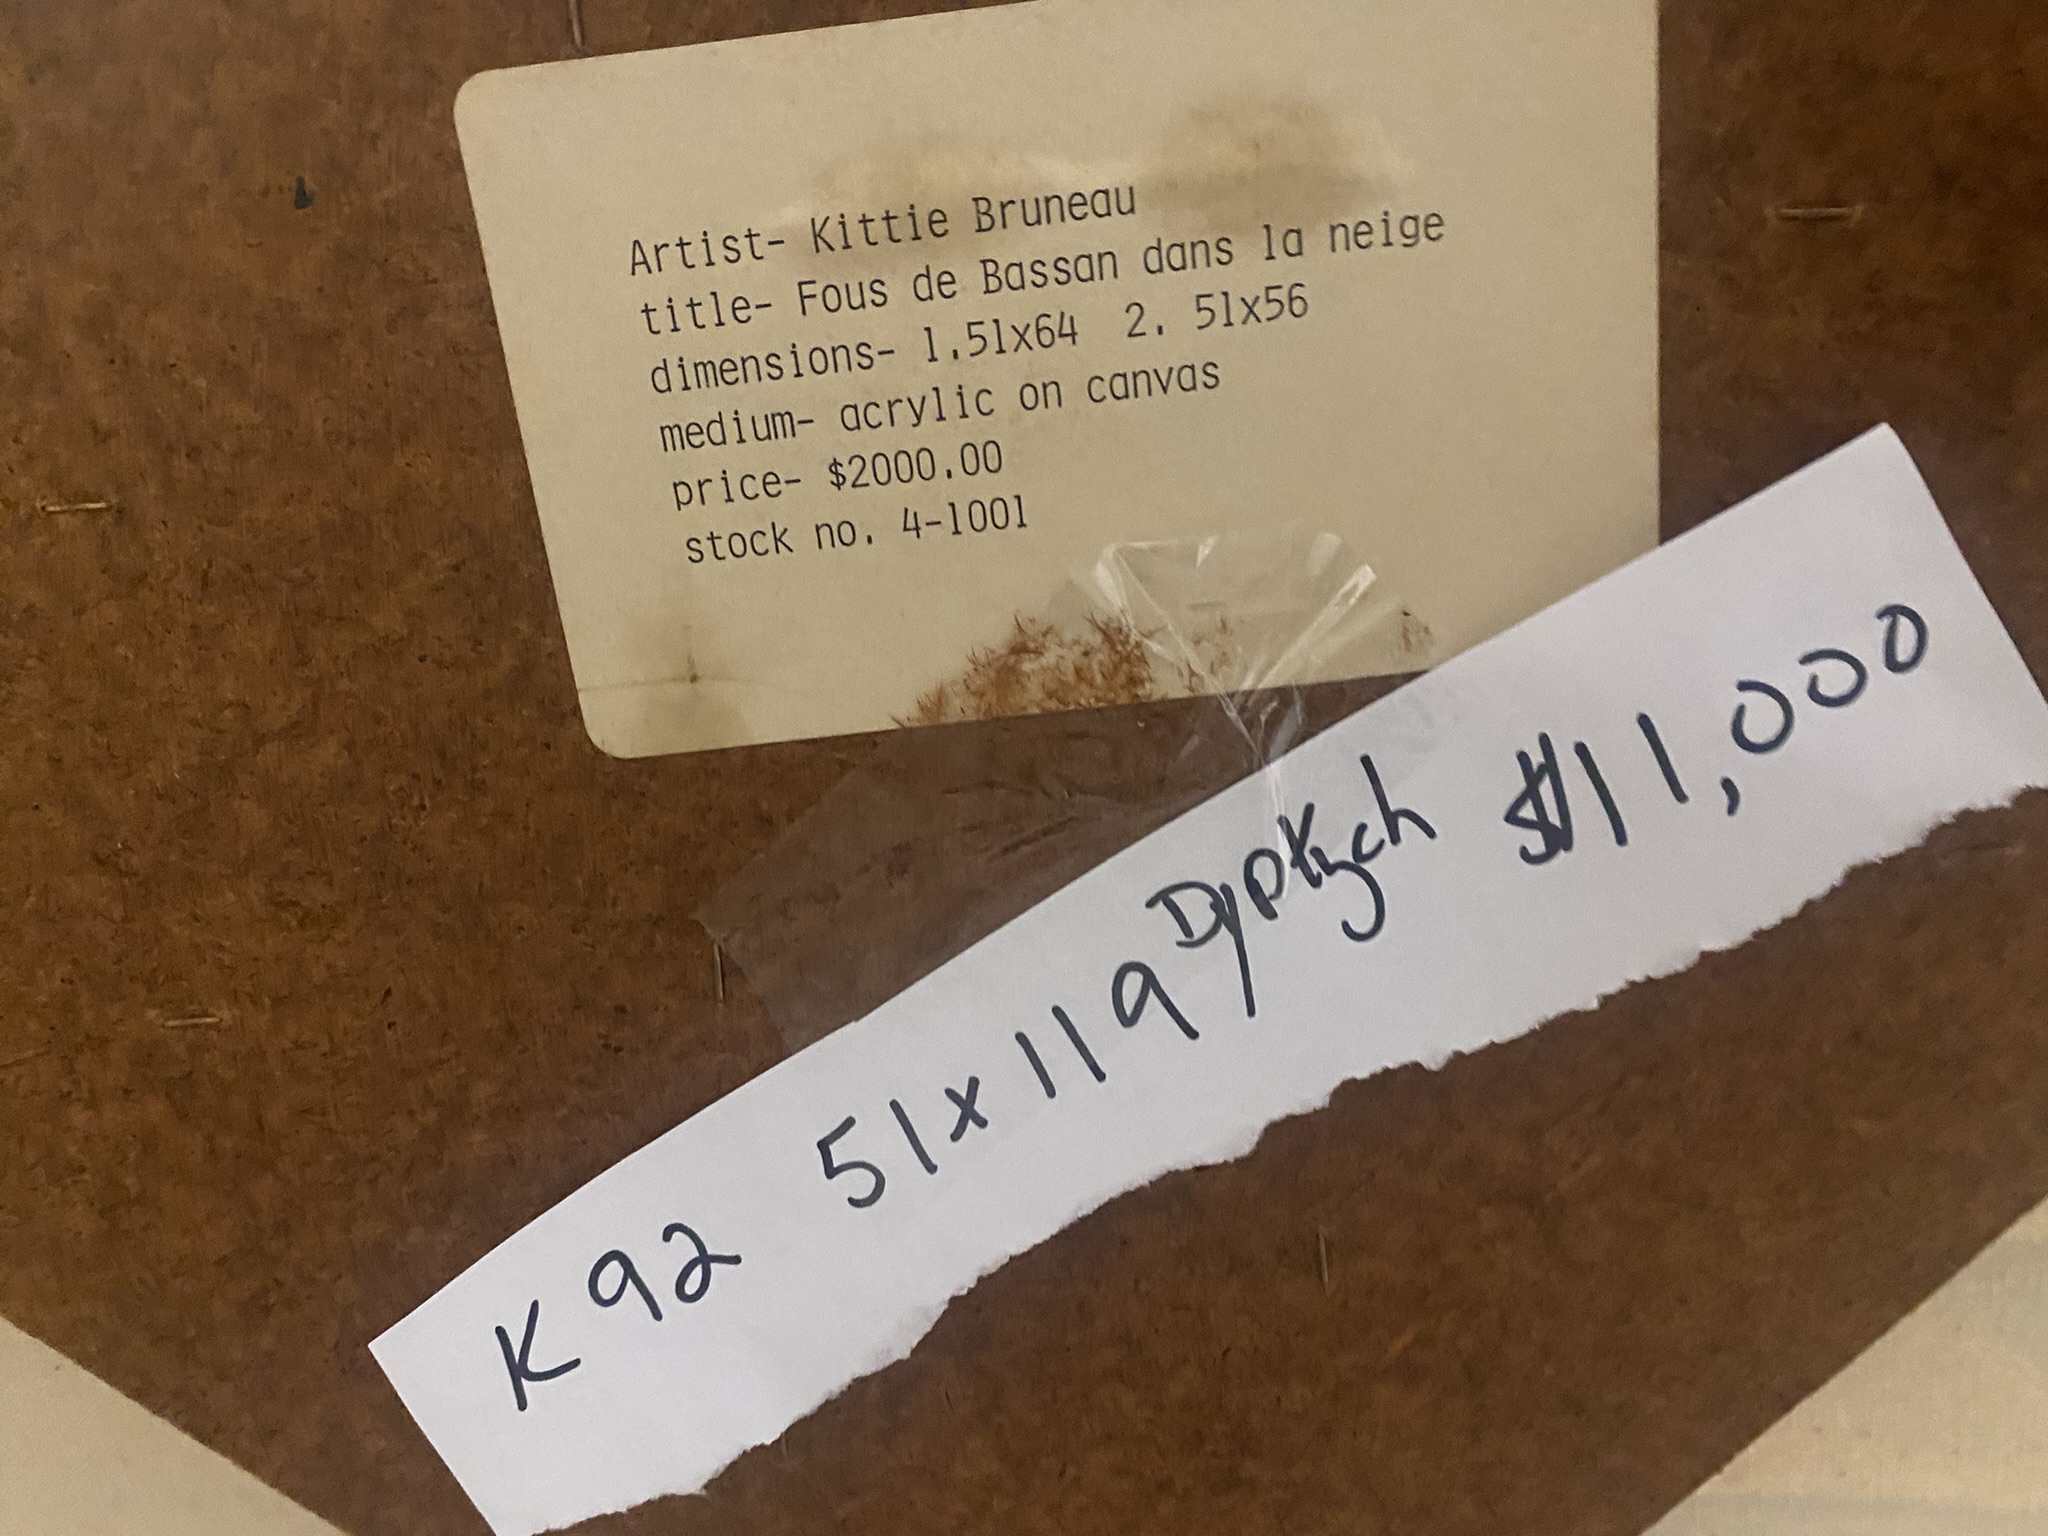 Artist- Kittie Bruneau
title- Fous de Bassan dans la neige
dimensions- 1.51x64 2. 51x56
medium- acrylic on canvas
price- $2000.00
stock no. 4-1001
K92 51x119 Dyptych $11,000